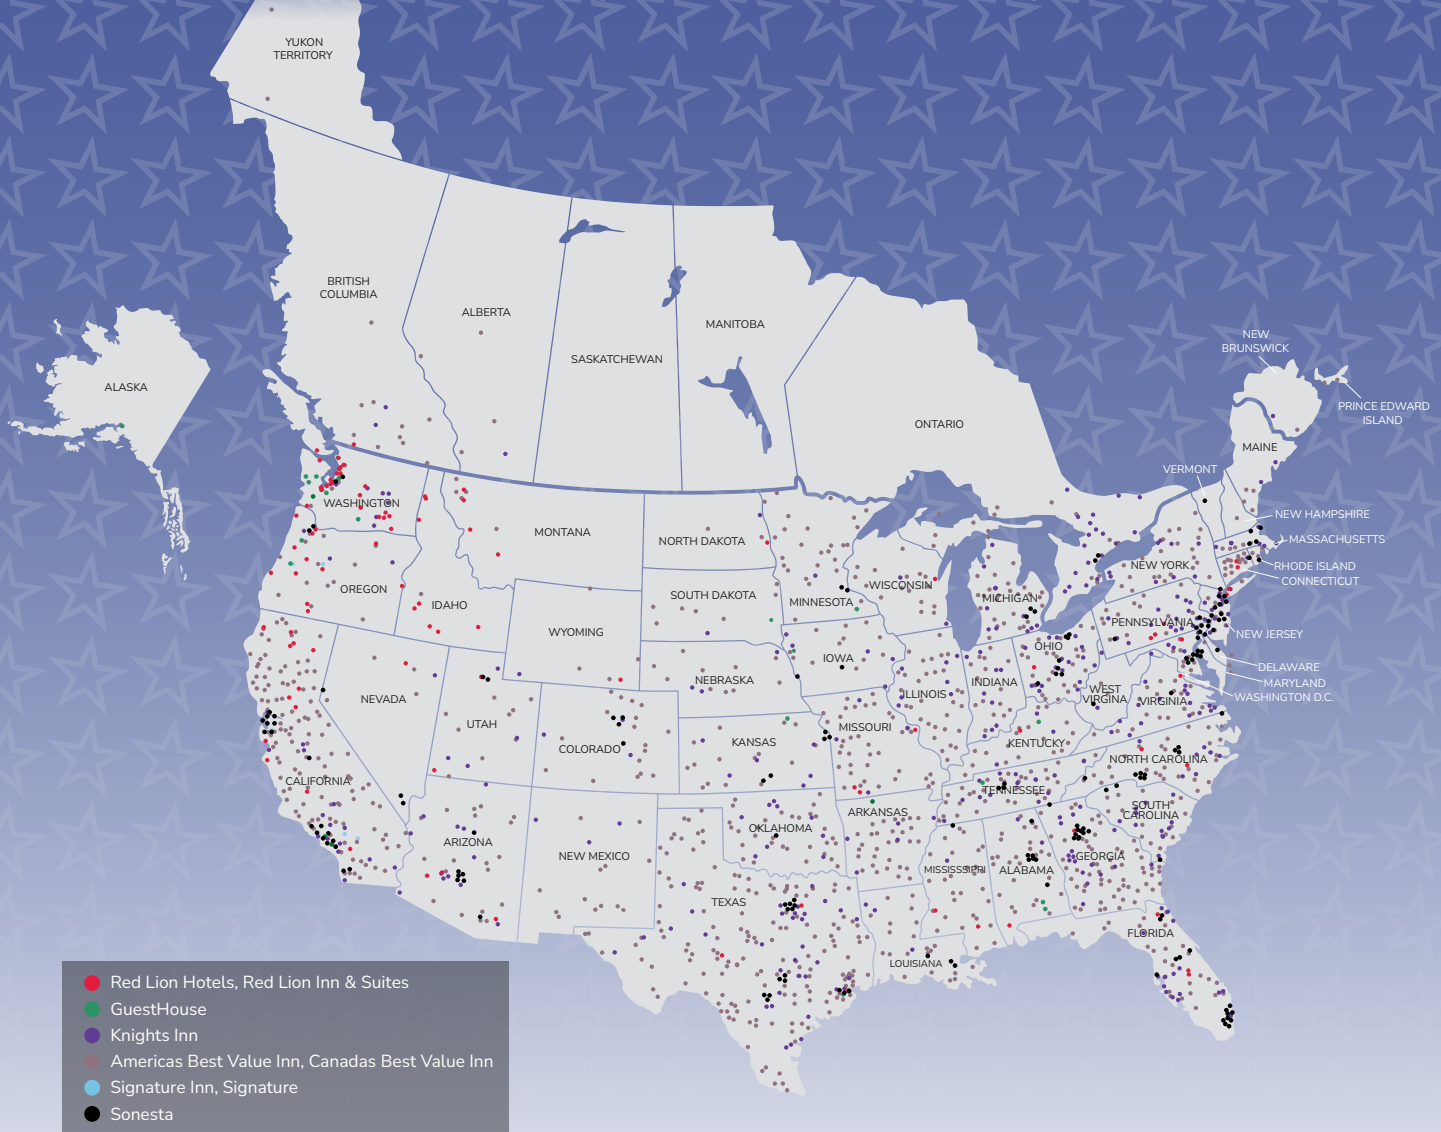 YUKON
TERRITORY
BRITISH
COLUMBIA
ALBERTA
SASKATCHEWAN
MANITOBA
ONTARIO
NEW
BRUNSWICK
PRINCE EDWARD
ISLAND
ALASKA
MAINE
VERMONT
NEW HAMPSHIRE
MASSACHUSETTS
RHODE ISLAND
CONNECTICUT
NEW YORK
WASHINGTON
MONTANA
NORTH DAKOTA
OREGON
IDAHO
SOUTH DAKOTA
MINNESOTA
WISCONSIN
MICHIGAN
PENNSYLVANIA
NEW JERSEY
WYOMING
IOWA
OHIO
DELAWARE
MARYLAND
WASHINGTON D.C.
NEVADA
NEBRASKA
ILLINOIS
INDIANA
WEST
VIRGINA
VIRGINIA
UTAH
COLORADO
KANSAS
MISSOURI
KENTUCKY
NORTH CAROLINA
CALIFORNIA
TENNESSEE
ARKANSAS
SOUTH
CAROLINA
OKLAHOMA
ARIZONA
NEW MEXICO
MISSISSIPPI
ALABAMA
GEORGIA
TEXAS
FLORIDA
LOUISIANA
Red Lion Hotels, Red Lion Inn & Suites
GuestHouse
Knights Inn
Americas Best Value Inn, Canadas Best Value Inn
Signature Inn, Signature
Sonesta